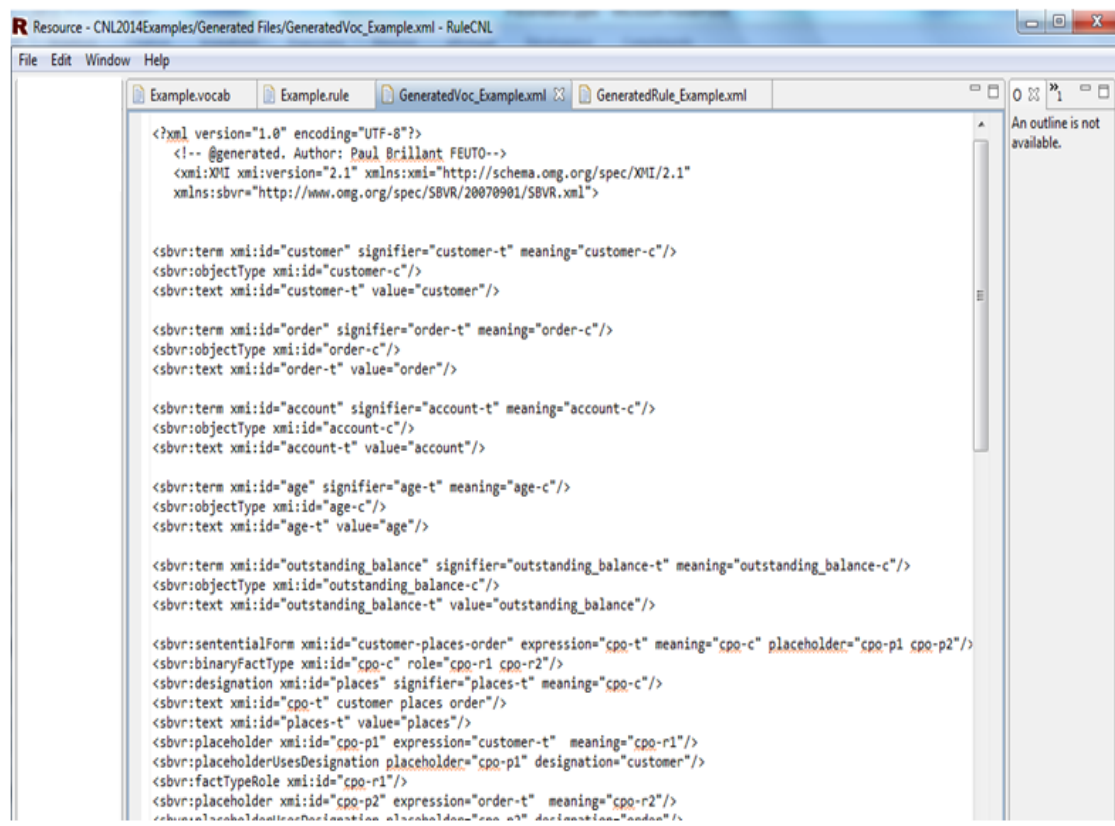 R Resource - CNL2014Examples/Generated Files/GeneratedVoc_Example.xml - RuleCNL
File Edit Window Help
Example.vocab Example.rule GeneratedVoc_Example.xml GeneratedRule_Example.xml
O »1
An outline is not
available.
<?xml version="1.0" encoding="UTF-8"?>
<!-- @generated. Author: Paul Brillant FEUTO-->
<xmi:XMI xmi:version="2.1" xmlns:xmi="http://schema.omg.org/spec/XMI/2.1"
xmlns:sbvr="http://www.omg.org/spec/SBVR/20070901/SBVR.xml">
<sbvr:term xmi:id="customer" signifier="customer-t" meaning="customer-c"/>
<sbvr:objectType xmi:id="customer-c"/>
<sbvr:text xmi:id="customer-t" value="customer"/>
<sbvr:term xmi:id="order" signifier="order-t" meaning="order-c"/>
<sbvr:objectType xmi:id="order-c"/>
<sbvr:text xmi:id="order-t" value="order"/>
<sbvr:term xmi:id="account" signifier="account-t" meaning="account-c"/>
<sbvr:objectType xmi:id="account-c"/>
<sbvr:text xmi:id="account-t" value="account"/>
<sbvr:term xmi:id="age" signifier="age-t" meaning="age-c"/>
<sbvr:objectType xmi:id="age-c"/>
<sbvr:text xmi:id="age-t" value="age"/>
<sbvr:term xmi:id="outstanding_balance" signifier="outstanding_balance-t" meaning="outstanding_balance-c"/>
<sbvr:objectType xmi:id="outstanding_balance-c"/>
<sbvr:text xmi:id="outstanding_balance-t" value="outstanding_balance"/>
<sbvr:sententialForm xmi:id="customer-places-order" expression="cpo-t" meaning="cpo-c" placeholder="cpo-p1 cpo-p2"/>
<sbvr:binaryFactType xmi:id="cpo-c" role="cpo-r1 cpo-r2"/>
<sbvr:designation xmi:id="places" signifier="places-t" meaning="cpo-c"/>
<sbvr:text xmi:id="cpo-t" customer places order"/>
<sbvr:text xmi:id="places-t" value="places"/>
<sbvr:placeholder xmi:id="cpo-p1" expression="customer-t" meaning="cpo-r1"/>
<sbvr:placeholderUsesDesignation placeholder="cpo-p1" designation="customer"/>
<sbvr:factTypeRole xmi:id="cpo-r1"/>
<sbvr:placeholder xmi:id="cpo-p2" expression="order-t" meaning="cpo-r2"/>
<sbvr:placeholderUsesDesignation placeholder="cpo-p2" designation="order"/>